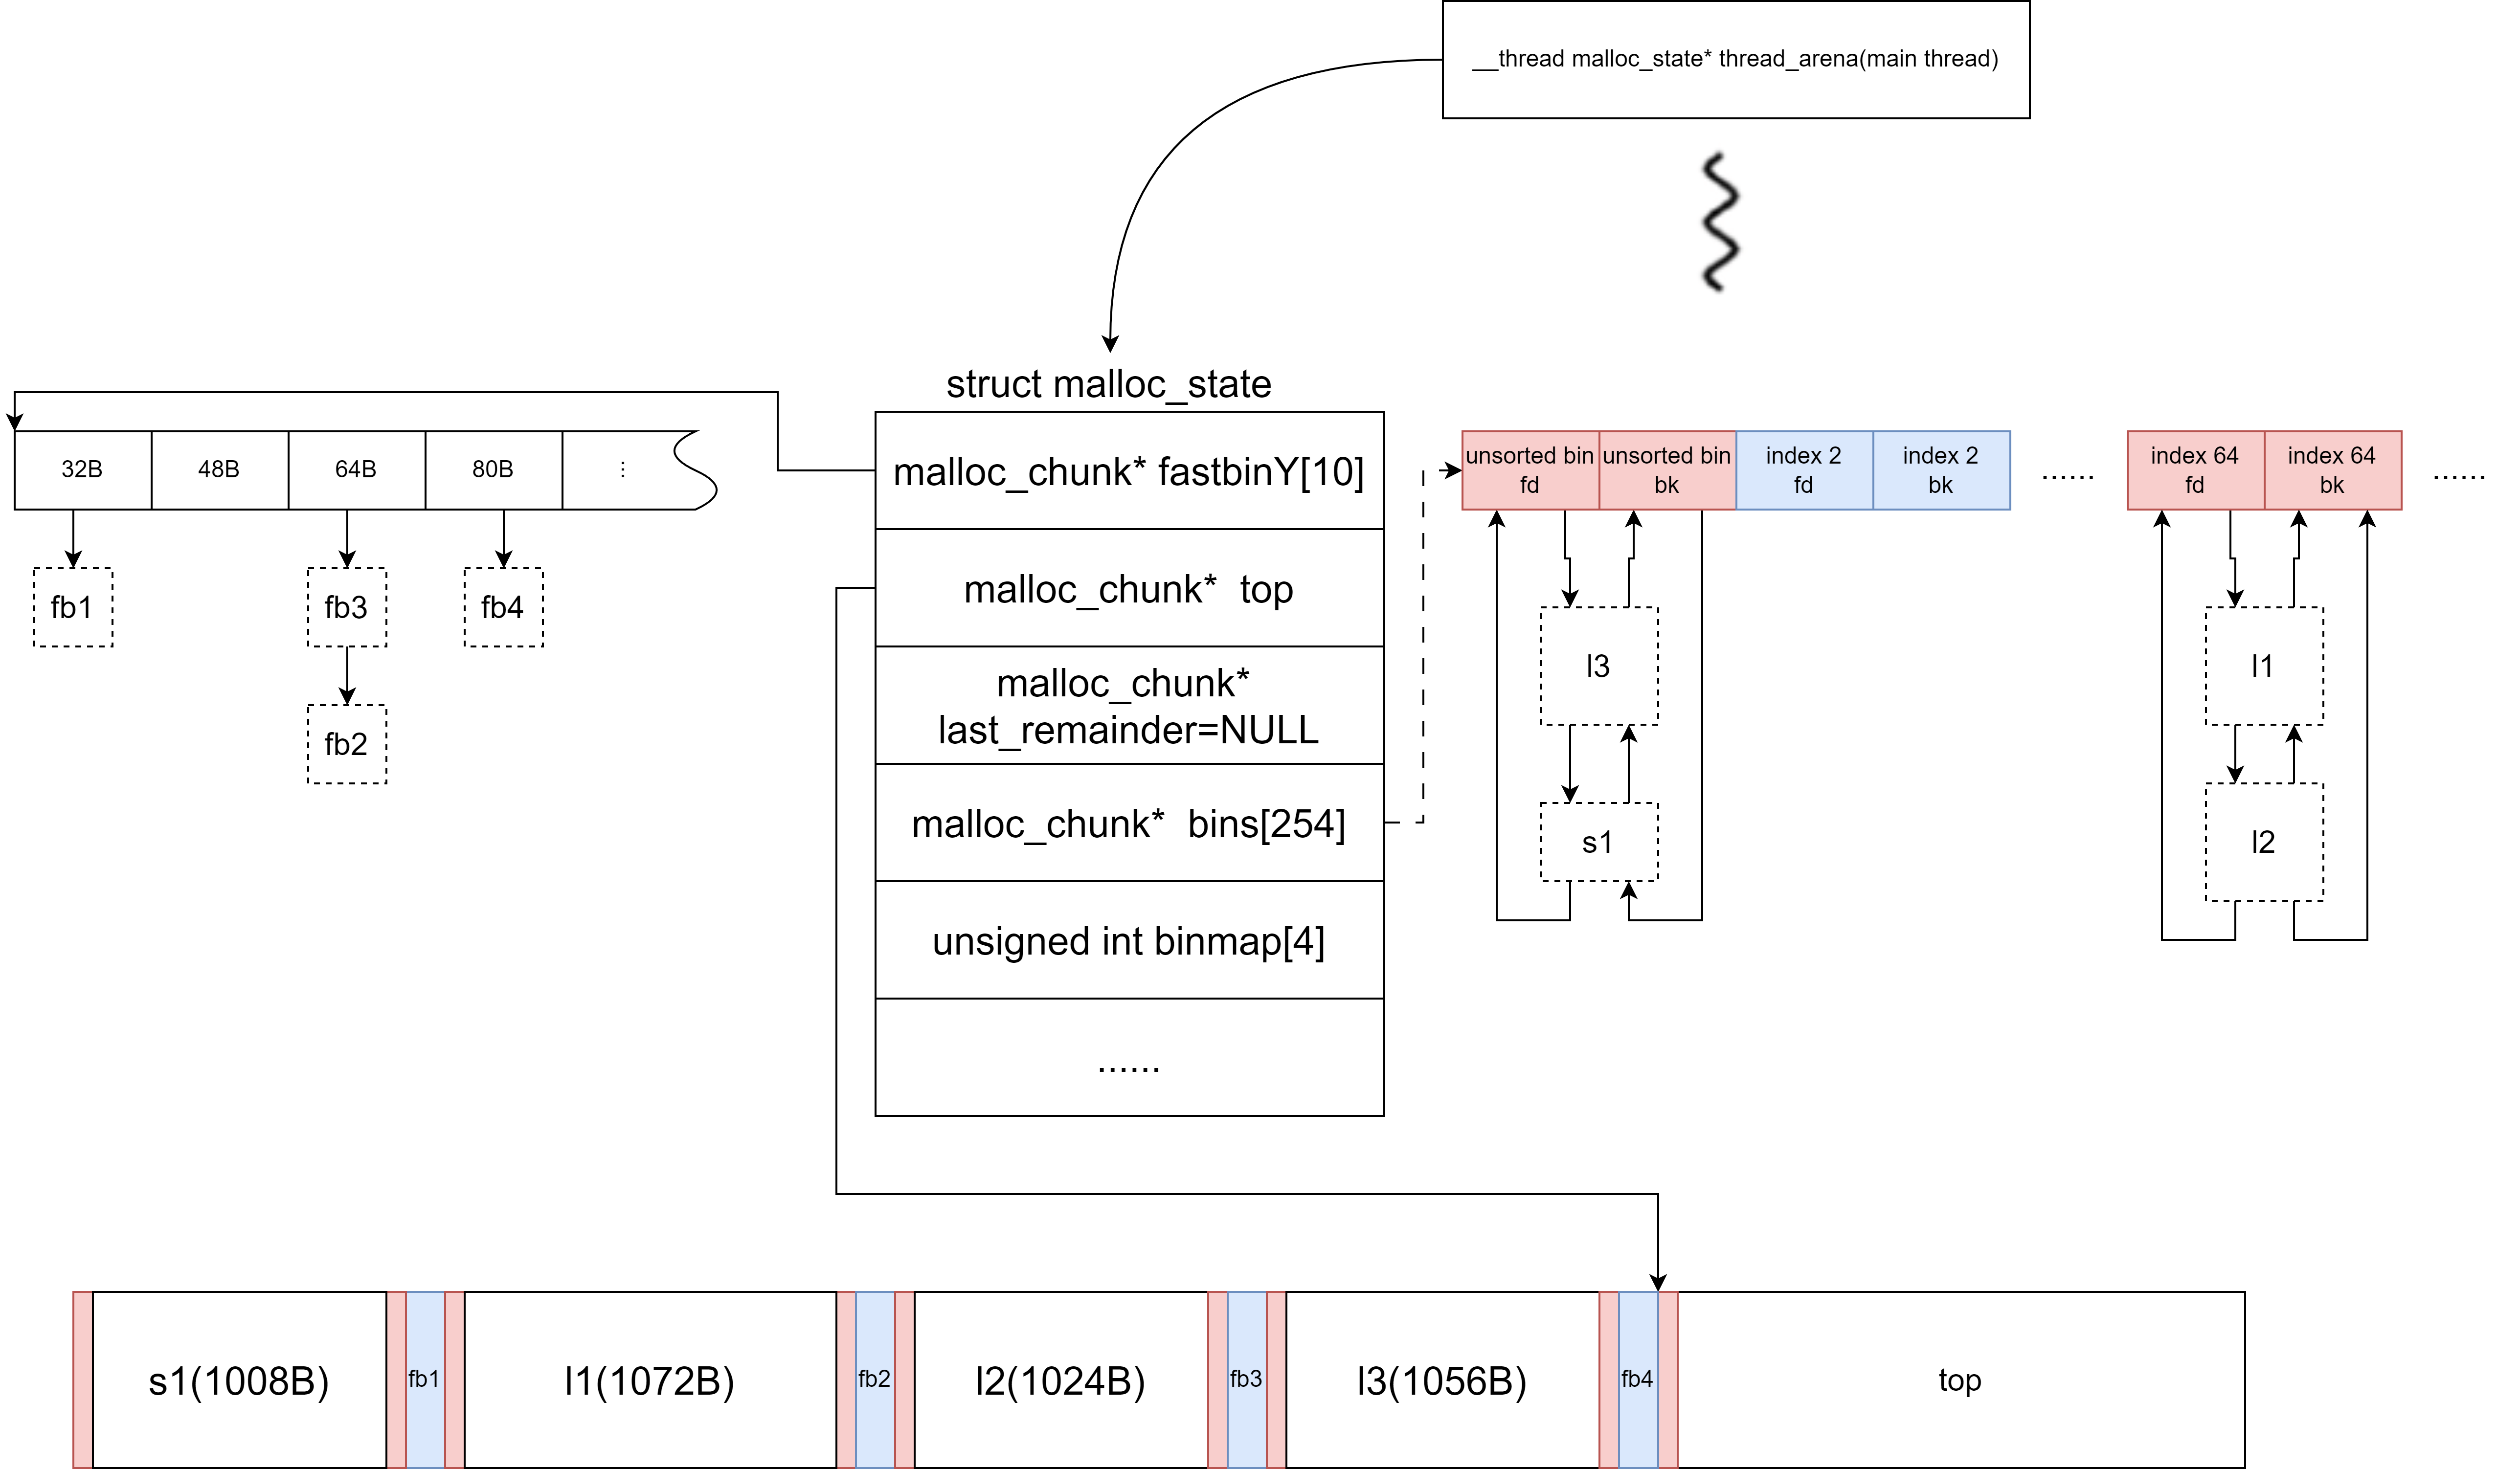 __thread malloc_state* thread_arena(main thread)
struct malloc_state
malloc_chunk* fastbinY[10]
malloc_chunk*  top
malloc_chunk*
last_remainder=NULL
malloc_chunk*  bins[254]
unsigned int binmap[4]
......
32B
48B
64B
80B
...
fb1
fb3
fb4
fb2
unsorted bin
fd
unsorted bin
bk
index 2
fd
index 2
bk
......
index 64
fd
index 64
bk
......
l3
s1
l1
l2
s1(1008B)
fb1
l1(1072B)
fb2
l2(1024B)
fb3
l3(1056B)
fb4
top